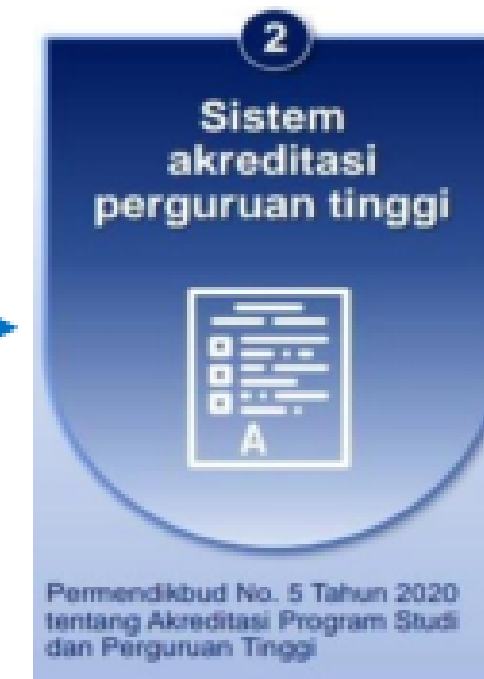 2
Sistem
akreditasi
perguruan tinggi
A
Permendikbud No. 5 Tahun 2020
tentang Akreditasi Program Studi
dan Perguruan Tinggi